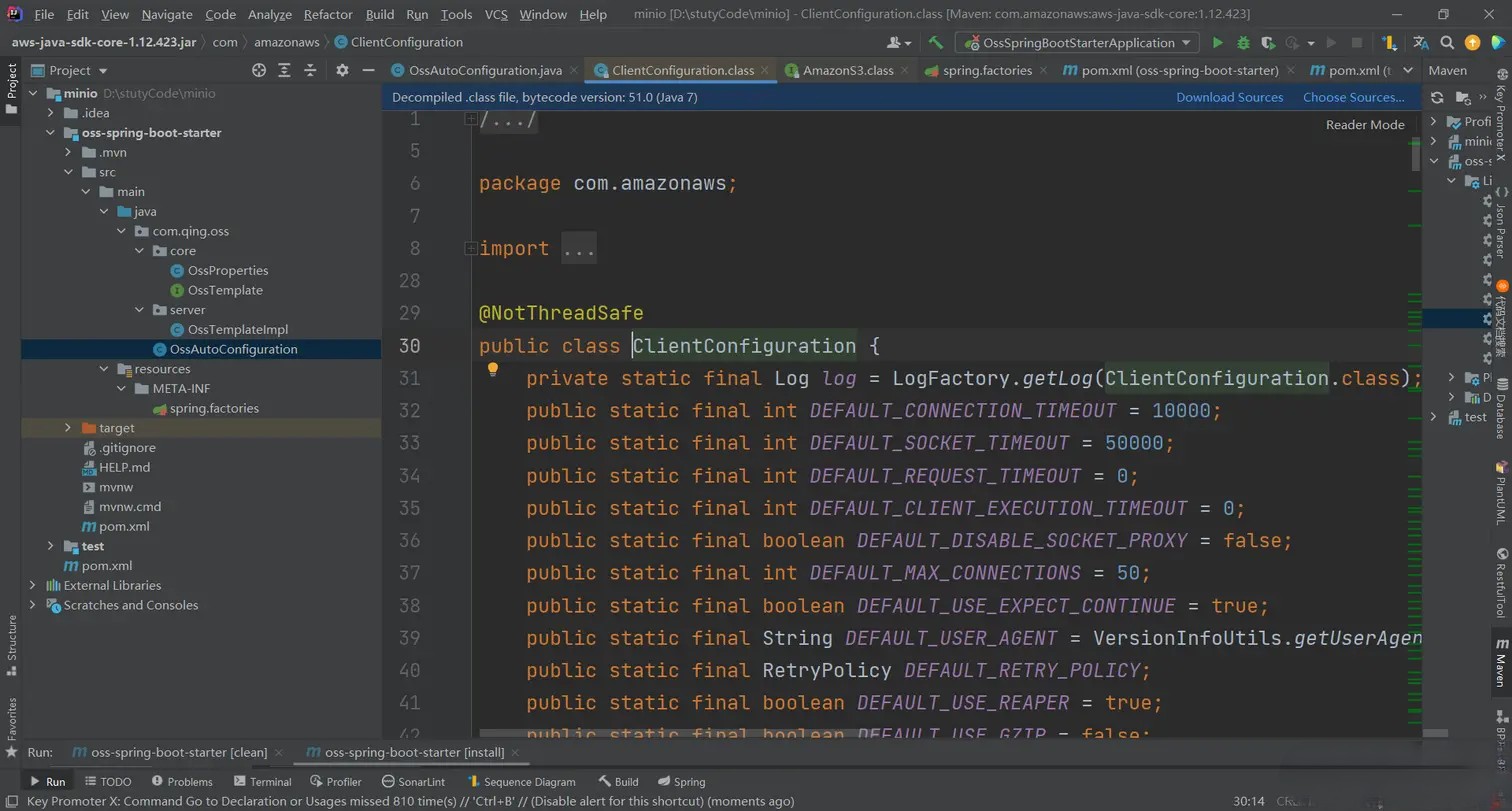 File Edit View Navigate Code Analyze Refactor Build Run Tools VCS Window Help minio [D:\stutyCode\minio] - ClientConfiguration.class [Maven: com.amazonaws:aws-java-sdk-core:1.12.423]
aws-java-sdk-core-1.12.423.jar com amazonaws ClientConfiguration OssSpringBootStarterApplication
Project OssAutoConfiguration.java ClientConfiguration.class AmazonS3.class spring.factories pom.xml (oss-spring-boot-starter) pom.xml (t Maven
Decompiled .class file, bytecode version: 51.0 (Java 7) Download Sources Choose Sources...
Reader Mode
Project
minio D:\stutyCode\minio
.idea
oss-spring-boot-starter
.mvn
src
main
java
com.qing.oss
core
OssProperties
OssTemplate
server
OssTemplateImpl
OssAutoConfiguration
resources
META-INF
spring.factories
target
.gitignore
HELP.md
mvnw
mvnw.cmd
pom.xml
test
pom.xml
External Libraries
Scratches and Consoles
Structure
Favorites
1 /.../
5
6 package com.amazonaws;
7
8 import ...
28
29 @NotThreadSafe
30 public class ClientConfiguration {
31 private static final Log log = LogFactory.getLog(ClientConfiguration.class);
32 public static final int DEFAULT_CONNECTION_TIMEOUT = 10000;
33 public static final int DEFAULT_SOCKET_TIMEOUT = 50000;
34 public static final int DEFAULT_REQUEST_TIMEOUT = 0;
35 public static final int DEFAULT_CLIENT_EXECUTION_TIMEOUT = 0;
36 public static final boolean DEFAULT_DISABLE_SOCKET_PROXY = false;
37 public static final int DEFAULT_MAX_CONNECTIONS = 50;
38 public static final boolean DEFAULT_USE_EXPECT_CONTINUE = true;
39 public static final String DEFAULT_USER_AGENT = VersionInfoUtils.getUserAgen
40 public static final RetryPolicy DEFAULT_RETRY_POLICY;
41 public static final boolean DEFAULT_USE_REAPER = true;
42 public static final boolean DEFAULT_USE_GZIP = false;
Profi
minio
oss-s
Li
Pl
D
test
Key Promoter X
Json Parser
Database
PlantUML
RestfulTool
Maven
Run: oss-spring-boot-starter [clean] oss-spring-boot-starter [install]
Run TODO Problems Terminal Profiler SonarLint Sequence Diagram Build Spring
Key Promoter X: Command Go to Declaration or Usages missed 810 time(s) // 'Ctrl+B' // (Disable alert for this shortcut) (moments ago) 30:14